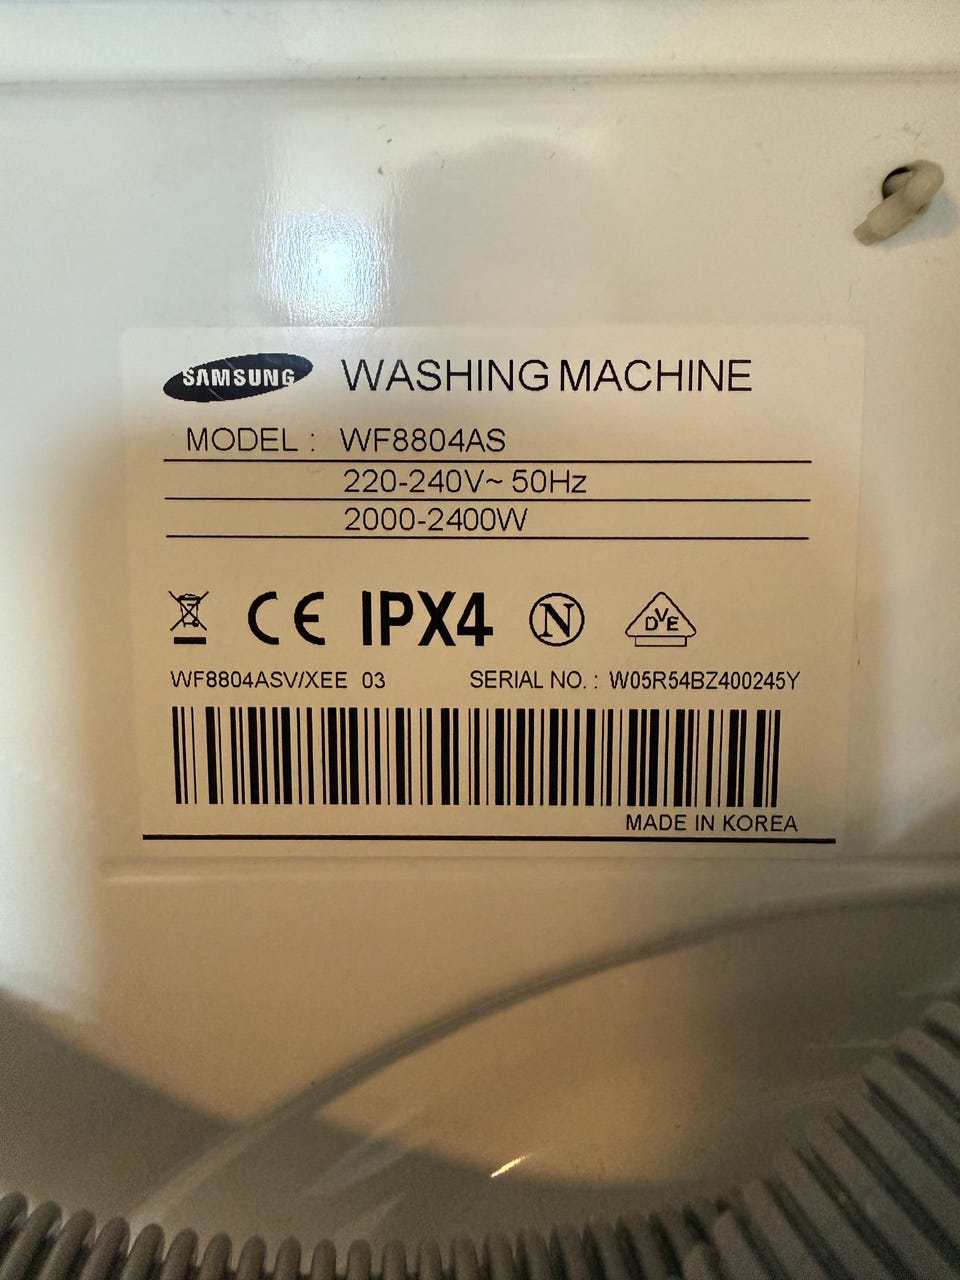 SAMSUNG WASHING MACHINE
MODEL : WF8804AS
220-240V~ 50Hz
2000-2400W
CE IPX4 N DVE
WF8804ASV/XEE 03 SERIAL NO. : W05R54BZ400245Y
MADE IN KOREA